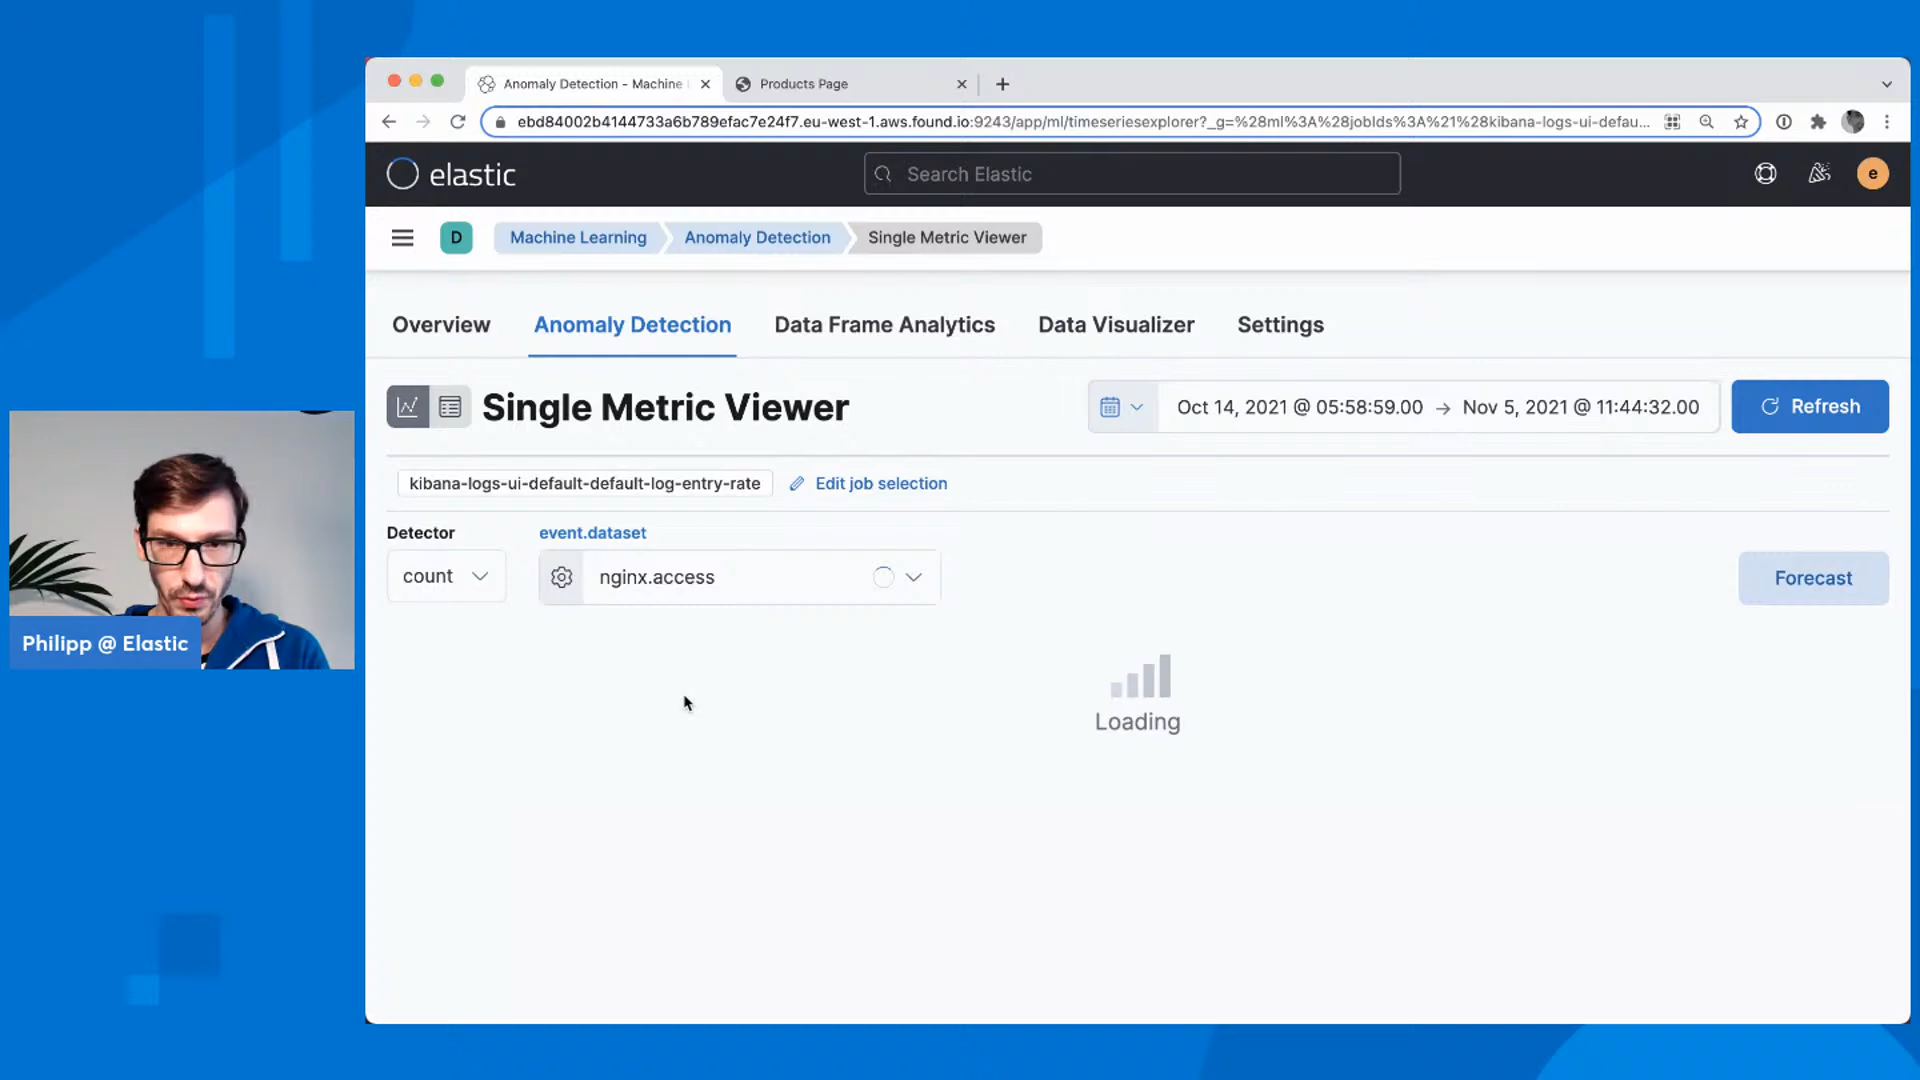 Anomaly Detection - Machine
Products Page
ebd84002b4144733a6b789efac7e24f7.eu-west-1.aws.found.io:9243/app/ml/timeseriesexplorer?_g=%28ml%3A%28jobIds%3A%21%28kibana-logs-ui-defau...
elastic
Search Elastic
e
D
Machine Learning
Anomaly Detection
Single Metric Viewer
Overview
Anomaly Detection
Data Frame Analytics
Data Visualizer
Settings
Single Metric Viewer
Oct 14, 2021 @ 05:58:59.00 → Nov 5, 2021 @ 11:44:32.00
Refresh
kibana-logs-ui-default-default-log-entry-rate
Edit job selection
Detector
event.dataset
count
nginx.access
Forecast
Philipp @ Elastic
Loading